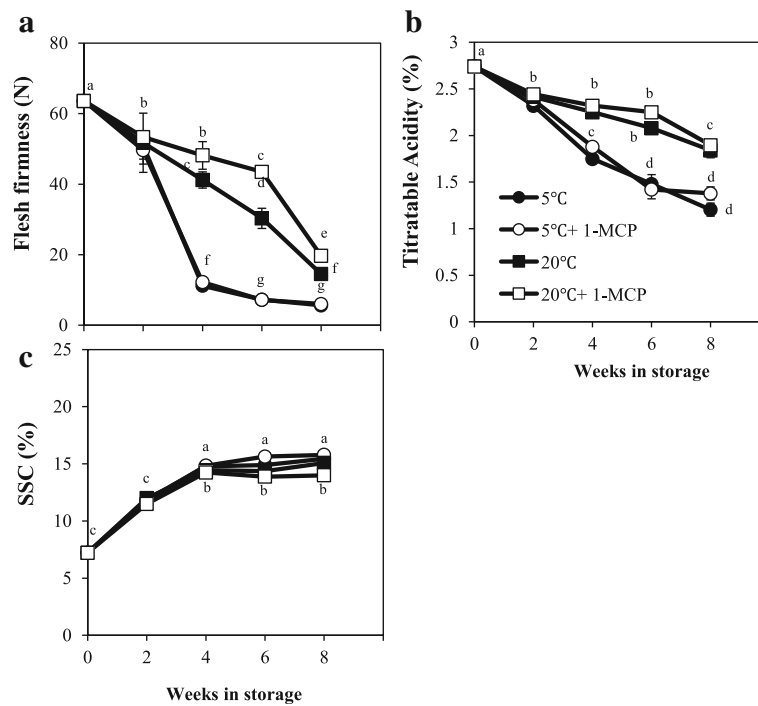 a
Flesh firmness (N)
80
60
40
20
0
a
b
b
c
c
d
e
f
f
g
g
b
Titratable Acidity (%)
3
2.5
2
1.5
1
0.5
0
a
b
b
b
c
c
b
d
d
d
5℃
5℃+ 1-MCP
20℃
20℃+ 1-MCP
0 2 4 6 8
Weeks in storage
c
SSC (%)
25
20
15
10
5
0
c
c
a
a
a
b
b
b
0 2 4 6 8
Weeks in storage